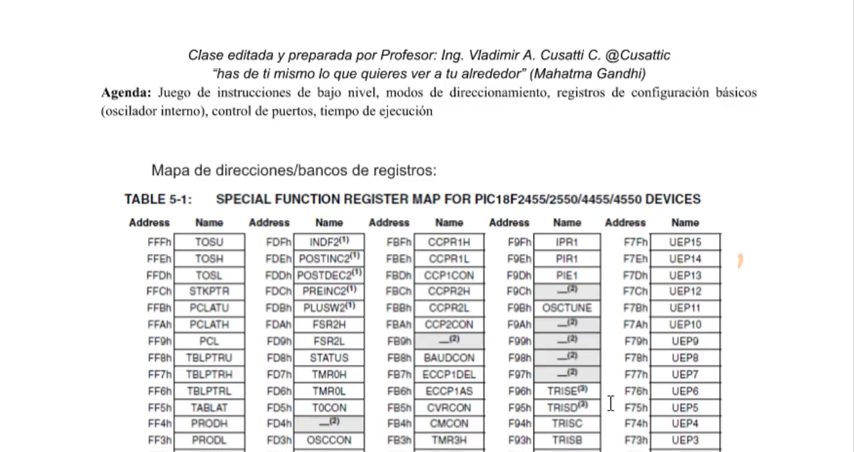 Clase editada y preparada por Profesor: Ing. Vladimir A. Cusatti C. @Cusattic
“has de ti mismo lo que quieres ver a tu alrededor” (Mahatma Gandhi)
Agenda: Juego de instrucciones de bajo nivel, modos de direccionamiento, registros de configuración básicos
(oscilador interno), control de puertos, tiempo de ejecución
Mapa de direcciones/bancos de registros:
TABLE 5-1: SPECIAL FUNCTION REGISTER MAP FOR PIC18F2455/2550/4455/4550 DEVICES
Address Name Address Name Address Name Address Name Address Name
FFFh TOSU FDFh INDF2(1) FBFh CCPR1H F9Fh IPR1 F7Fh UEP15
FFEh TOSH FDEh POSTINC2(1) FBEh CCPR1L F9Eh PIR1 F7Eh UEP14
FFDh TOSL FDDh POSTDEC2(1) FBDh CCP1CON F9Dh PIE1 F7Dh UEP13
FFCh STKPTR FDCh PREINC2(1) FBCh CCPR2H F9Ch —(2) F7Ch UEP12
FFBh PCLATU FDBh PLUSW2(1) FBBh CCPR2L F9Bh OSCTUNE F7Bh UEP11
FFAh PCLATH FDAh FSR2H FBAh CCP2CON F9Ah —(2) F7Ah UEP10
FF9h PCL FD9h FSR2L FB9h —(2) F99h —(2) F79h UEP9
FF8h TBLPTRU FD8h STATUS FB8h BAUDCON F98h —(2) F78h UEP8
FF7h TBLPTRH FD7h TMR0H FB7h ECCP1DEL F97h —(2) F77h UEP7
FF6h TBLPTRL FD6h TMR0L FB6h ECCP1AS F96h TRISE(3) F76h UEP6
FF5h TABLAT FD5h T0CON FB5h CVRCON F95h TRISD(3) F75h UEP5
FF4h PRODH FD4h —(2) FB4h CMCON F94h TRISC F74h UEP4
FF3h PRODL FD3h OSCCON FB3h TMR3H F93h TRISB F73h UEP3